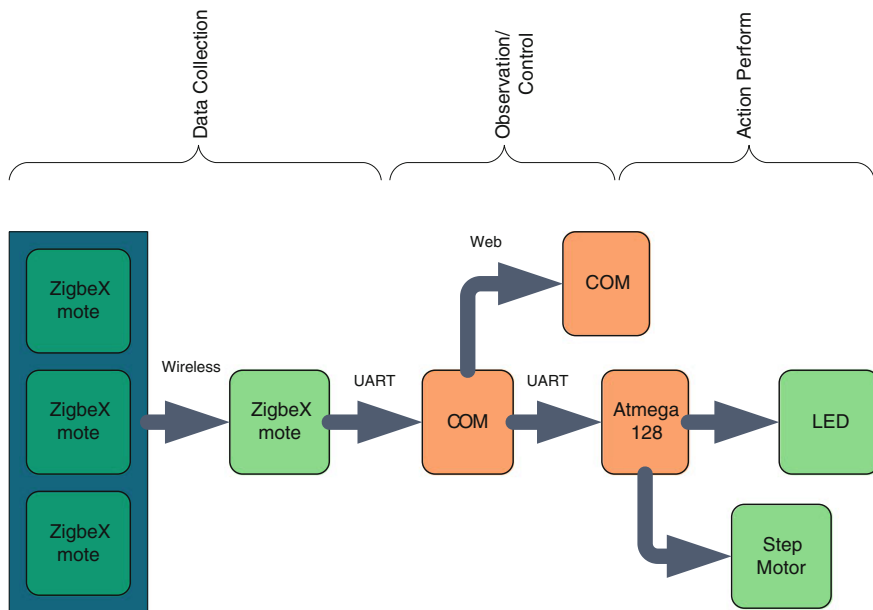 Data Collection
Observation/
Control
Action Perform
Web
COM
ZigbeX
mote
Wireless
ZigbeX
mote
ZigbeX
mote
UART
COM
UART
Atmega
128
LED
ZigbeX
mote
Step
Motor